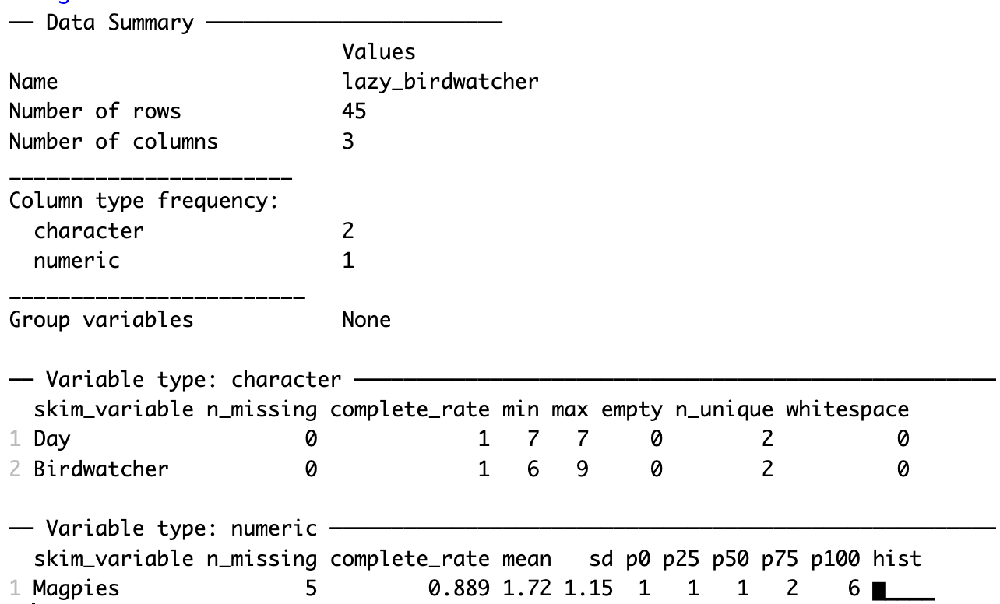 ── Data Summary ────────────────────────
                           Values
Name                       lazy_birdwatcher
Number of rows             45
Number of columns          3
_______________________
Column type frequency:
  character                2
  numeric                  1
________________________
Group variables            None
── Variable type: character ────────────────────────────────────────────────────
  skim_variable n_missing complete_rate min max empty n_unique whitespace
1 Day                   0             1   7   7     0        2          0
2 Birdwatcher           0             1   6   9     0        2          0
── Variable type: numeric ──────────────────────────────────────────────────────
  skim_variable n_missing complete_rate mean   sd p0 p25 p50 p75 p100 hist
1 Magpies               5         0.889 1.72 1.15  1   1   1   2    6 ▇▁▁▁▁